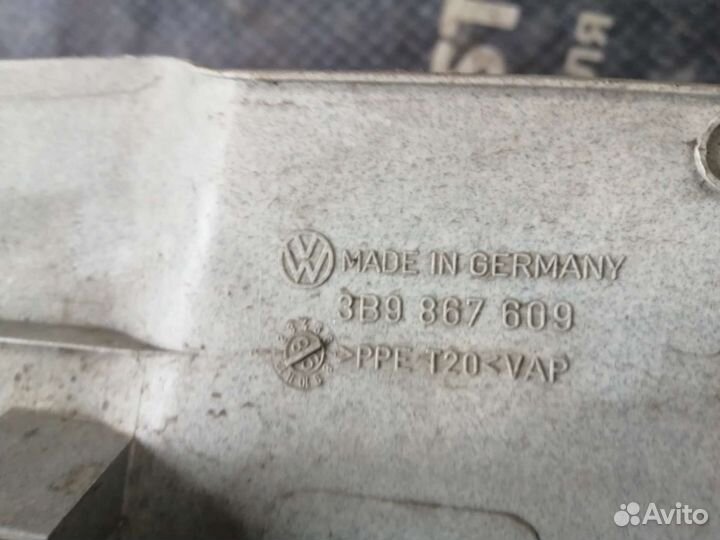 MADE IN GERMANY
3B9 867 609
>PPE T20< VAP
Avito